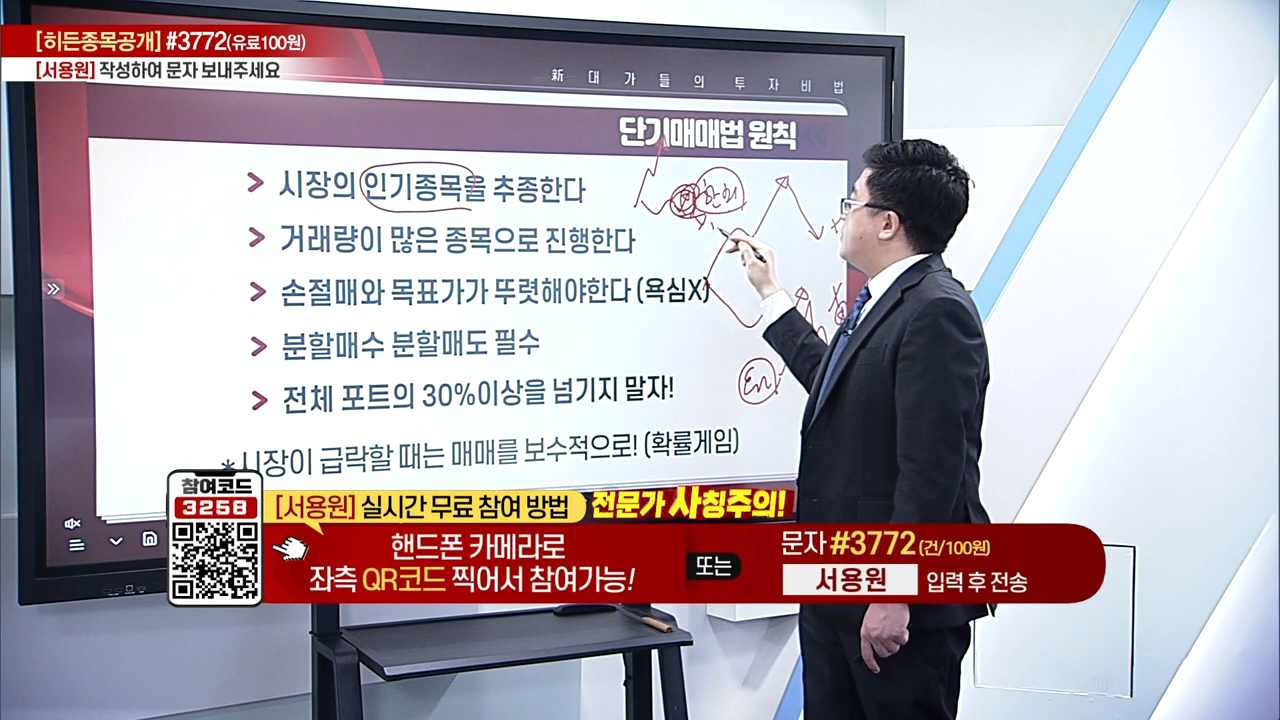 [히든종목공개] #3772(유료100원)
[서용원] 작성하여 문자 보내주세요
新 대 가 들 의 투 자 비 법
단기매매법 원칙
> 시장의 인기종목을 추종한다
> 거래량이 많은 종목으로 진행한다
> 손절매와 목표가가 뚜렷해야한다 (욕심X)
> 분할매수 분할매도 필수
> 전체 포트의 30%이상을 넘기지 말자!
*시장이 급락할 때는 매매를 보수적으로! (확률게임)
참여코드
3258
[서용원] 실시간 무료 참여 방법
전문가 사칭주의!
핸드폰 카메라로
좌측 QR코드 찍어서 참여가능!
또는
문자 #3772 (건/100원)
서용원 입력 후 전송